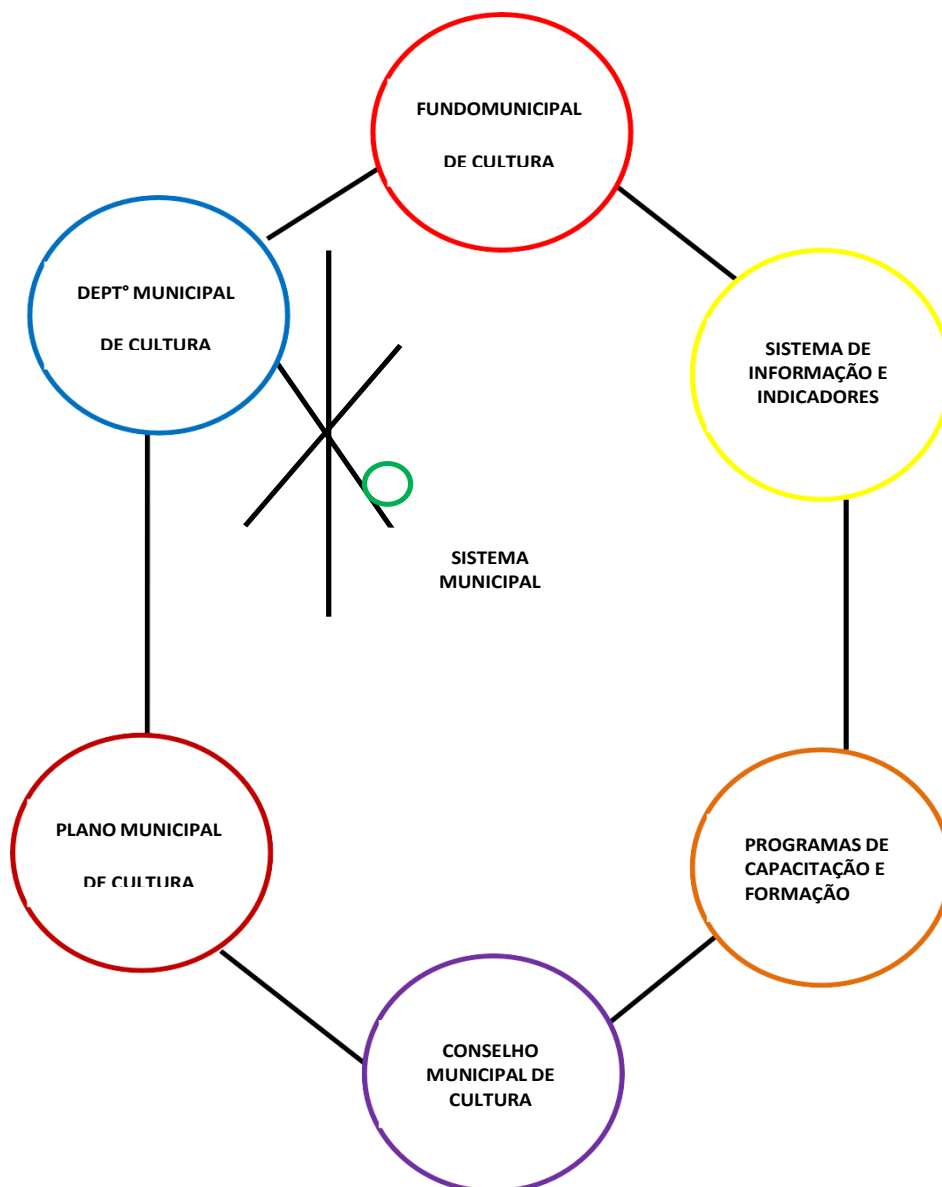 FUNDOMUNICIPAL
DE CULTURA
DEPT° MUNICIPAL
DE CULTURA
SISTEMA DE
INFORMAÇÃO E
INDICADORES
SISTEMA
MUNICIPAL
PLANO MUNICIPAL
DE CULTURA
PROGRAMAS DE
CAPACITAÇÃO E
FORMAÇÃO
CONSELHO
MUNICIPAL DE
CULTURA